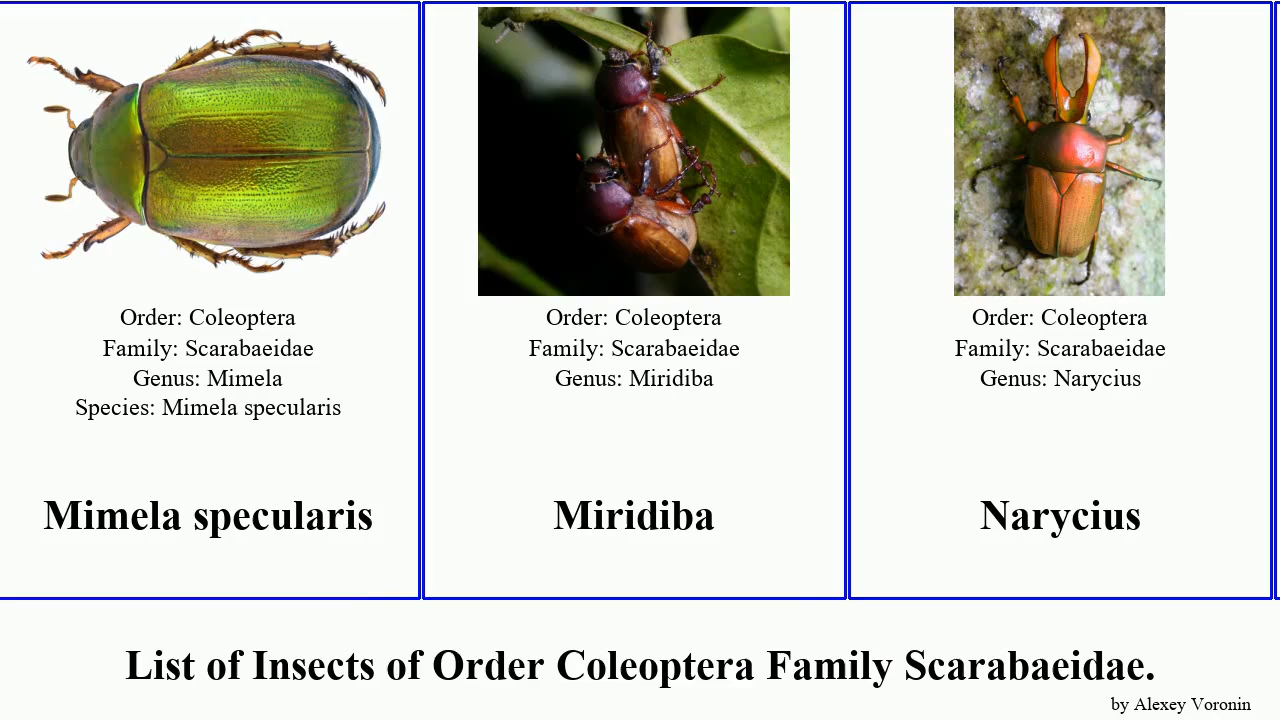 Order: Coleoptera
Family: Scarabaeidae
Genus: Mimela
Species: Mimela specularis
Mimela specularis
Order: Coleoptera
Family: Scarabaeidae
Genus: Miridiba
Miridiba
Order: Coleoptera
Family: Scarabaeidae
Genus: Narycius
Narycius
List of Insects of Order Coleoptera Family Scarabaeidae.
by Alexey Voronin